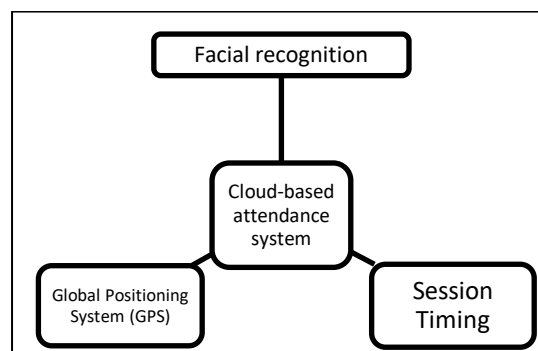 Facial recognition
Cloud-based
attendance
system
Global Positioning
System (GPS)
Session
Timing